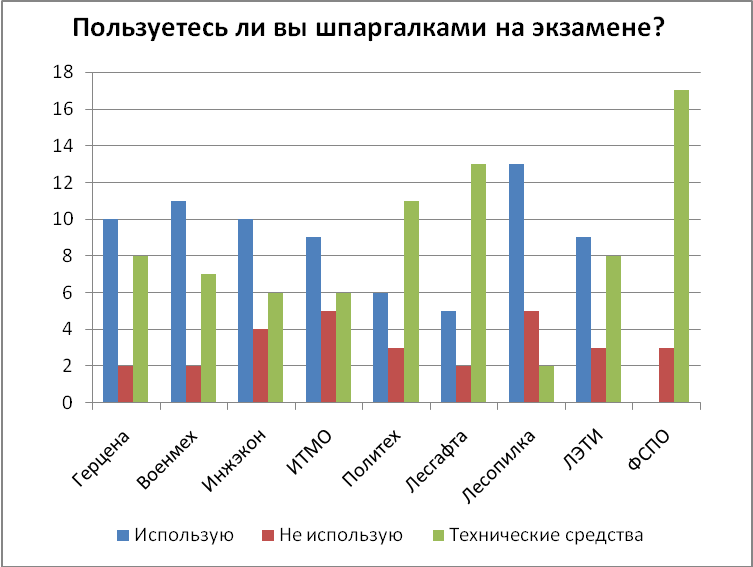 Пользуетесь ли вы шпаргалками на экзамене?
18
16
14
12
10
8
6
4
2
0
Герцена
Военмех
Инжэкон
ИТМО
Политех
Лесгафта
Лесопилка
ЛЭТИ
ФСПО
Использую Не использую Технические средства